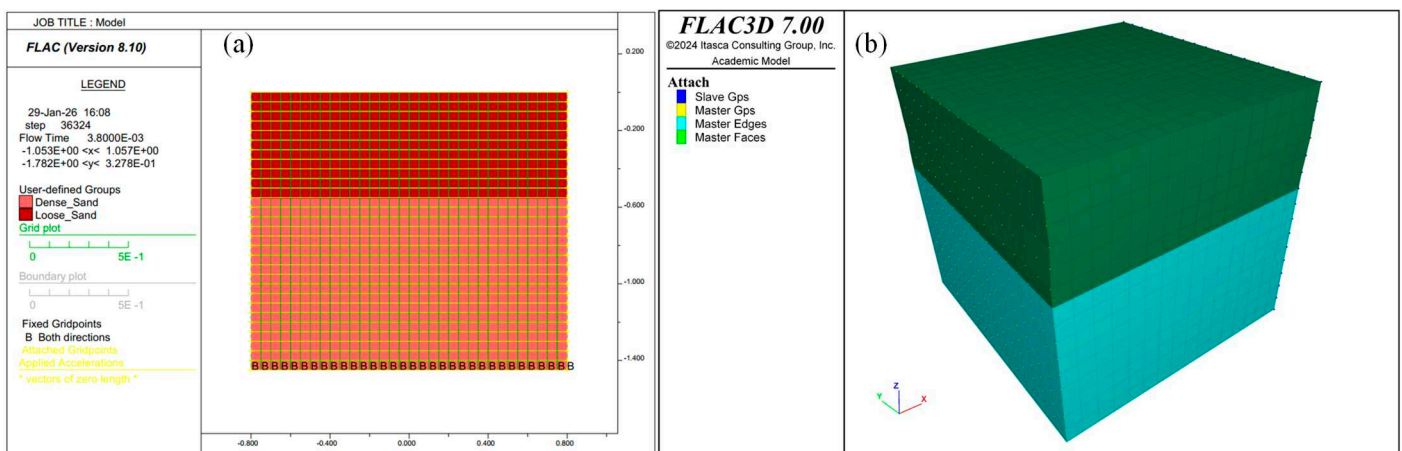 JOB TITLE : Model
FLAC (Version 8.10)
LEGEND
29-Jan-26 16:08
step 36324
Flow Time 3.8000E-03
-1.053E+00 <x< 1.057E+00
-1.782E+00 <y< 3.278E-01
User-defined Groups
Dense_Sand
Loose_Sand
Grid plot
0 5E -1
Boundary plot
0 5E -1
Fixed Gridpoints
B Both directions
Attached Gridpoints
Applied Accelerations
* vectors of zero length *
(a)
0.200
-0.200
-0.600
-1.000
-1.400
B B B B B B B B B B B B B B B B B B B B B B B B B B B B B B B B B
-0.800 -0.400 0.000 0.400 0.800
FLAC3D 7.00
©2024 Itasca Consulting Group, Inc.
Academic Model
Attach
Slave Gps
Master Gps
Master Edges
Master Faces
(b)
Z
Y
X